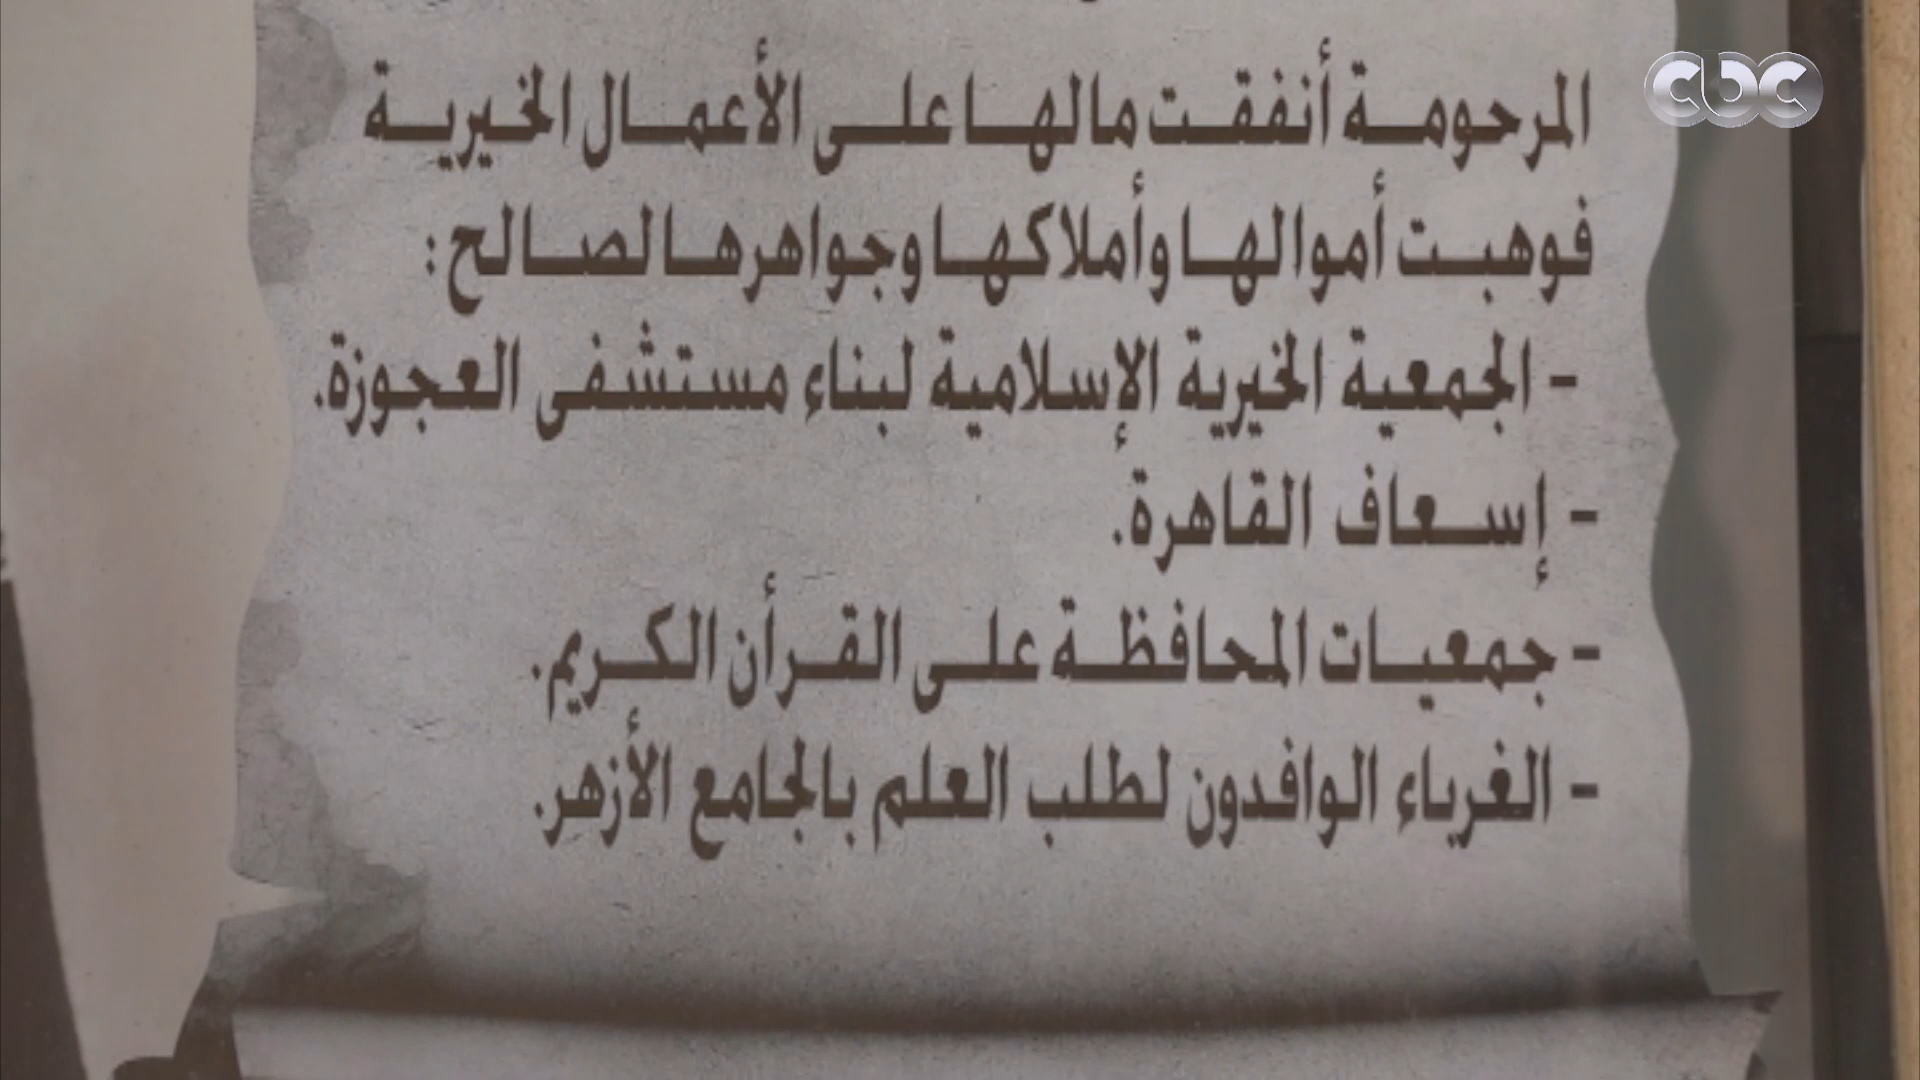 المرحومة أنفقت مالها على الأعمال الخيرية
فوهبت أموالها وأملاكها وجواهرها لصالح :
- الجمعية الخيرية الإسلامية لبناء مستشفى العجوزة.
- إسعاف القاهرة.
- جمعيات المحافظة على القرأن الكريم.
- الغرباء الوافدون لطلب العلم بالجامع الأزهر.
cbc